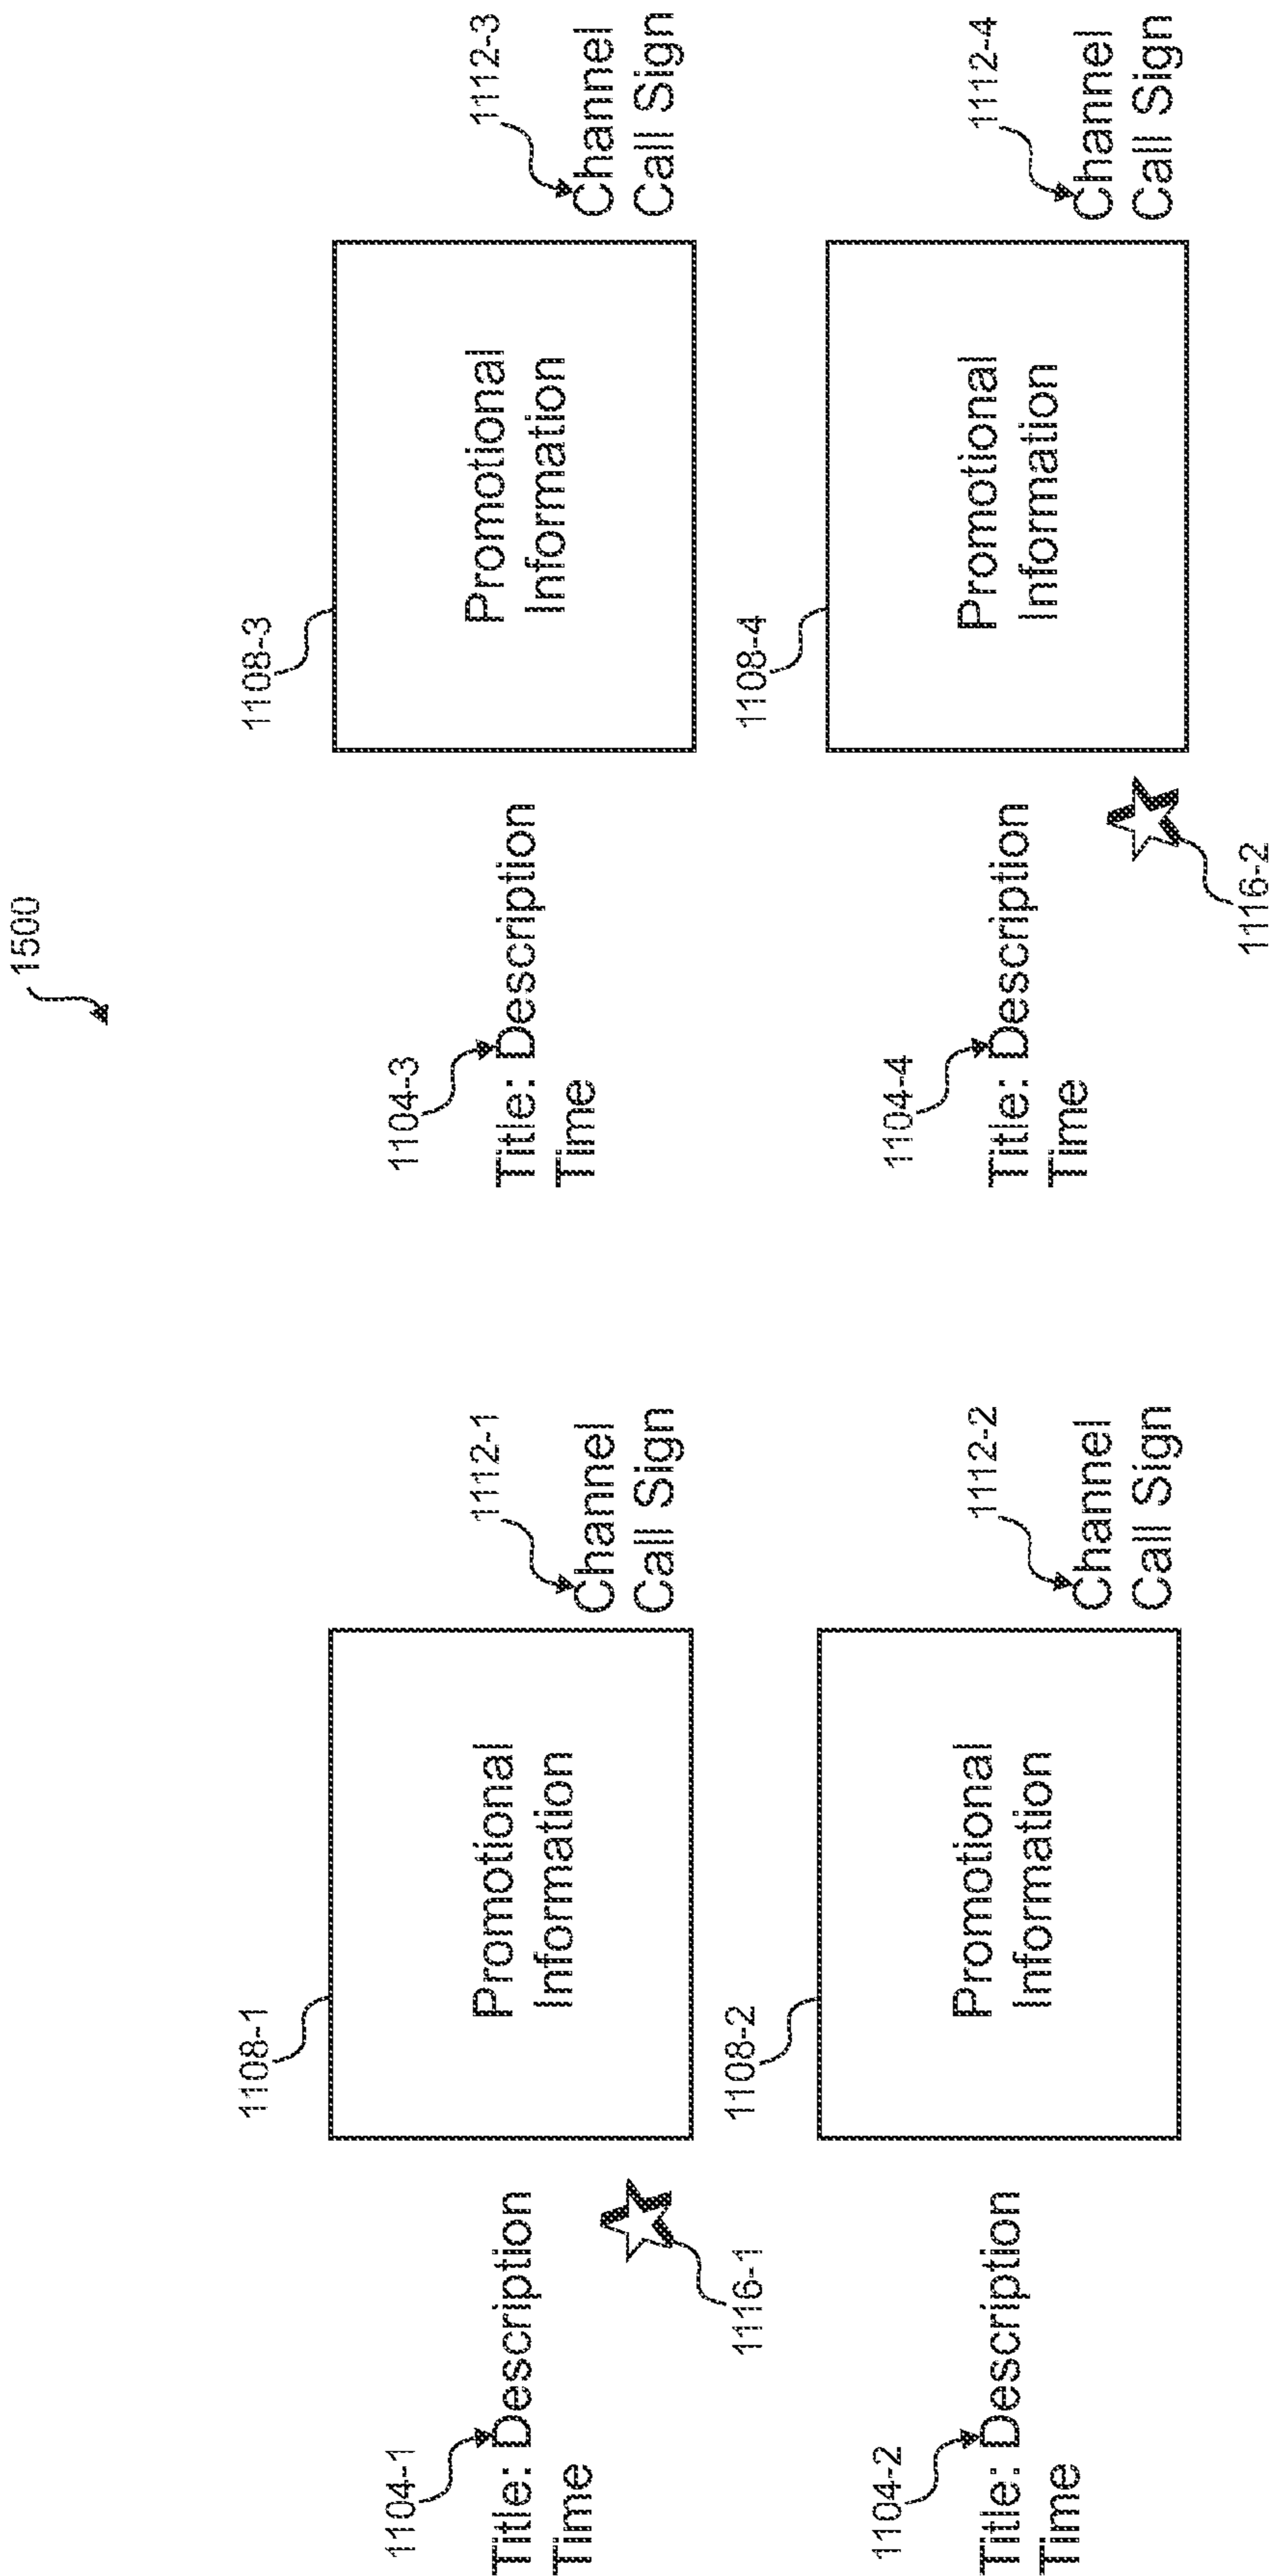 1500
1108-1
1104-1
Title: Description
Time
Promotional
Information
1112-1
Channel
Call Sign
1116-1
1108-2
1104-2
Title: Description
Time
Promotional
Information
1112-2
Channel
Call Sign
1108-3
1104-3
Title: Description
Time
Promotional
Information
1112-3
Channel
Call Sign
1108-4
1104-4
Title: Description
Time
Promotional
Information
1112-4
Channel
Call Sign
1116-2